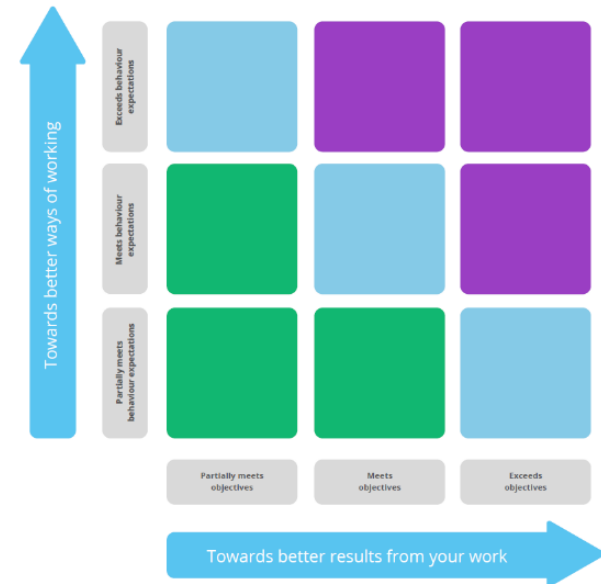 Towards better ways of working
Exceeds behaviour
expectations
Meets behaviour
expectations
Partially meets
behaviour expectations
Partially meets
objectives
Meets
objectives
Exceeds
objectives
Towards better results from your work